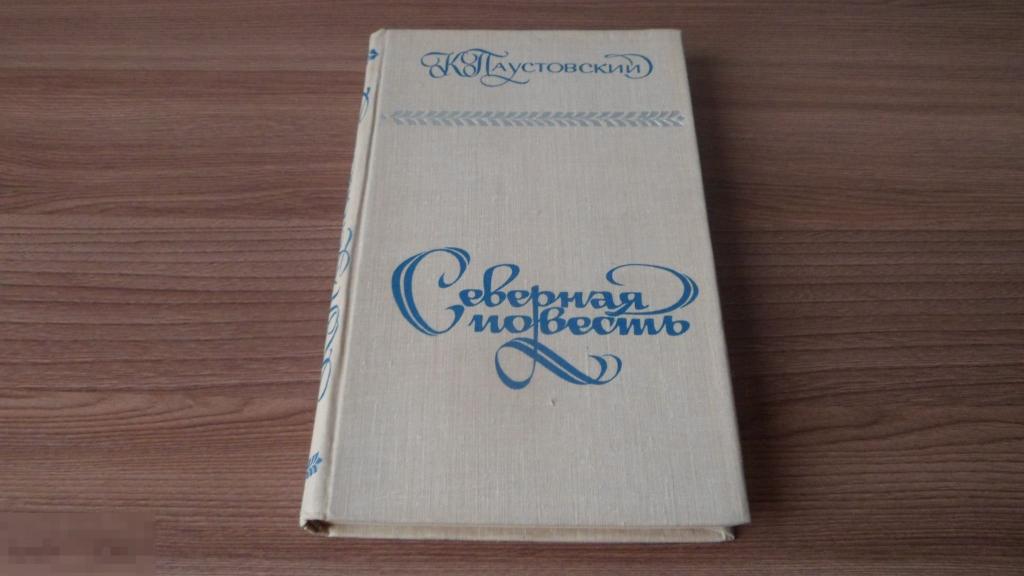 К Паустовский
Северная
повесть